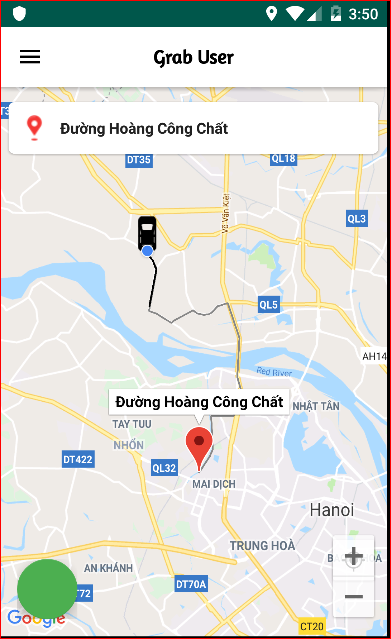 3:50
Grab User
Đường Hoàng Công Chất
DT35
QL18
Võ Văn Kiệt
QL3
QL5
AH14
Red River
Đường Hoàng Công Chất
NHẬT TÂN
TAY TUU
NHỔN
DT422
QL32
MAI DỊCH
Hanoi
TRUNG HOÀ
AN KHÁNH
DT70A
72
Google
CT20